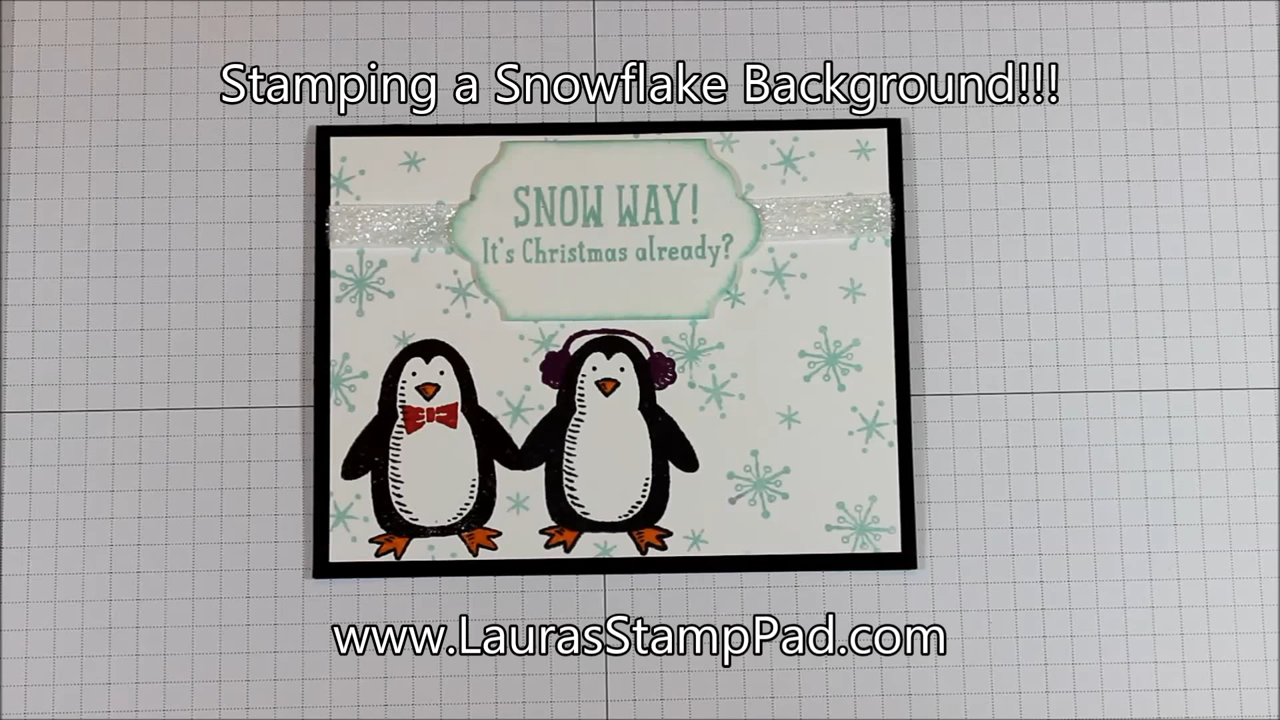 Stamping a Snowflake Background!!!
SNOW WAY!
It's Christmas already?
www.LaurasStampPad.com